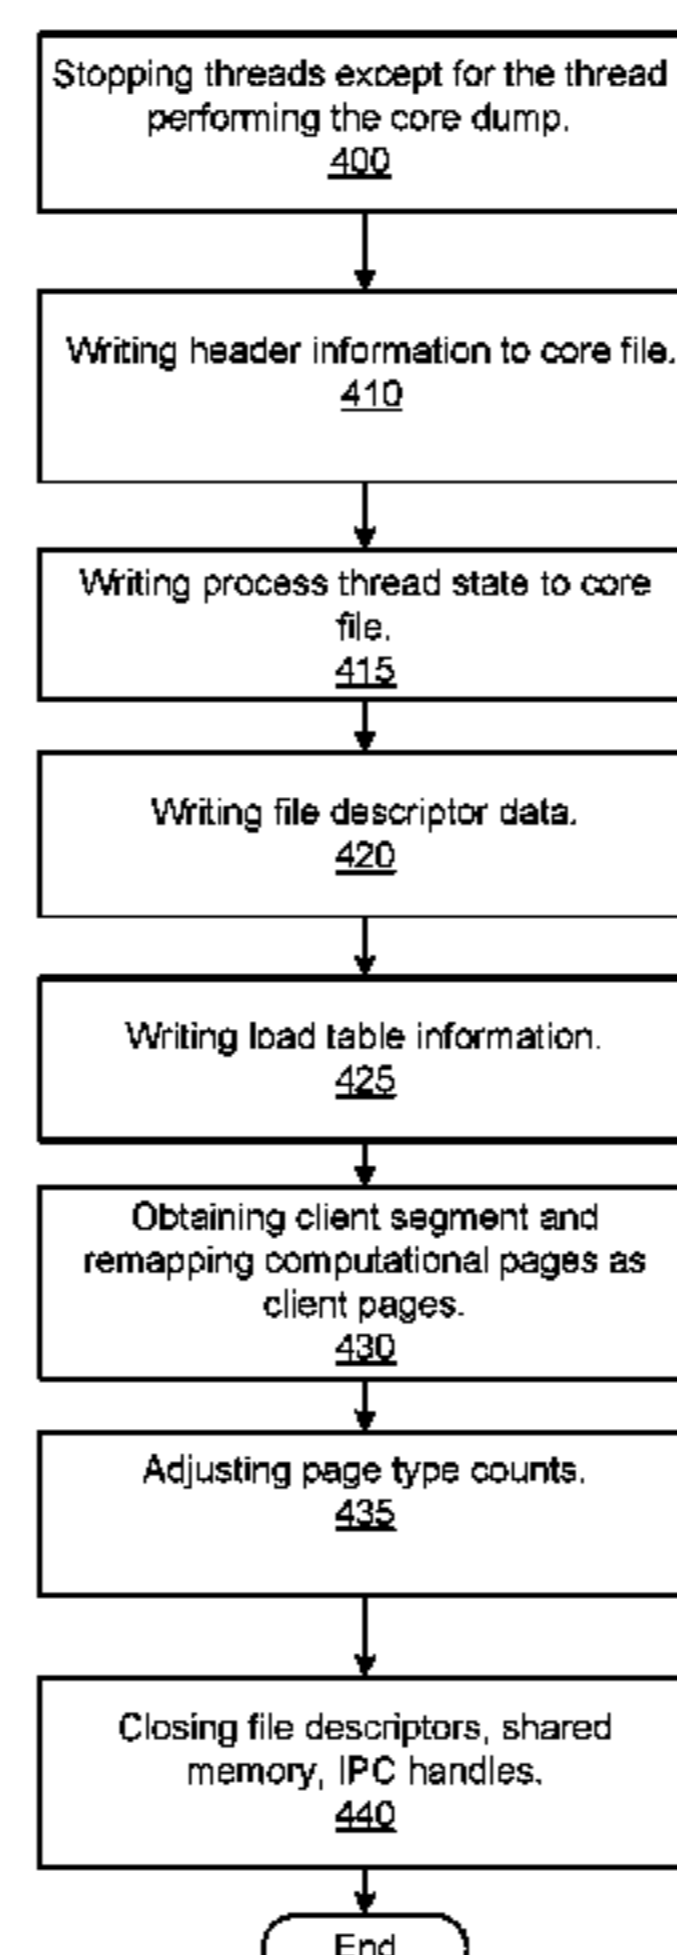 Stopping threads except for the thread
performing the core dump.
400
Writing header information to core file.
410
Writing process thread state to core
file.
415
Writing file descriptor data.
420
Writing load table information.
425
Obtaining client segment and
remapping computational pages as
client pages.
430
Adjusting page type counts.
435
Closing file descriptors, shared
memory, IPC handles.
440
End